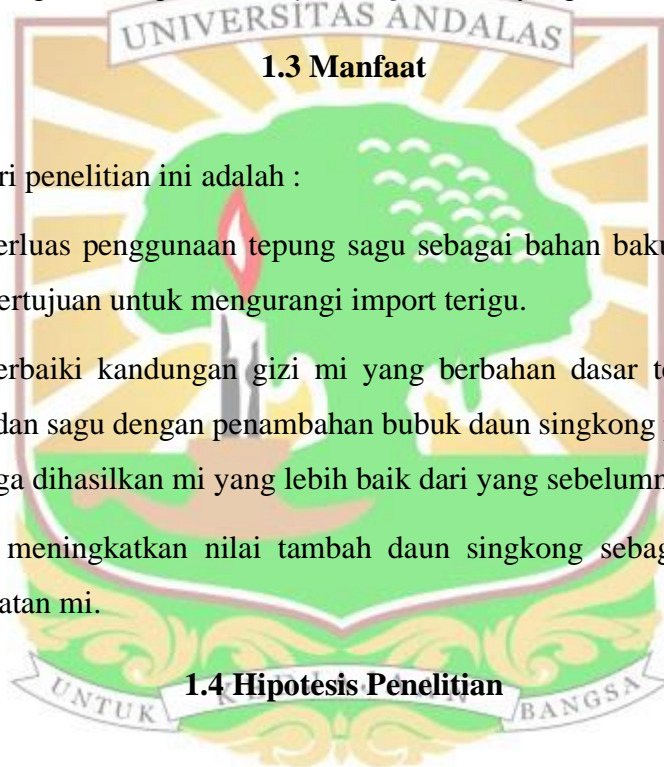 UNIVERSITAS ANDALAS
1.3 Manfaat
ri penelitian ini adalah :
erluas penggunaan tepung sagu sebagai bahan baku
ertujuan untuk mengurangi import terigu.
erbaiki kandungan gizi mi yang berbahan dasar te
dan sagu dengan penambahan bubuk daun singkong
ga dihasilkan mi yang lebih baik dari yang sebelumn
meningkatkan nilai tambah daun singkong sebag
atan mi.
1.4 Hipotesis Penelitian
UNTUK KEDJAJAAN BANGSA